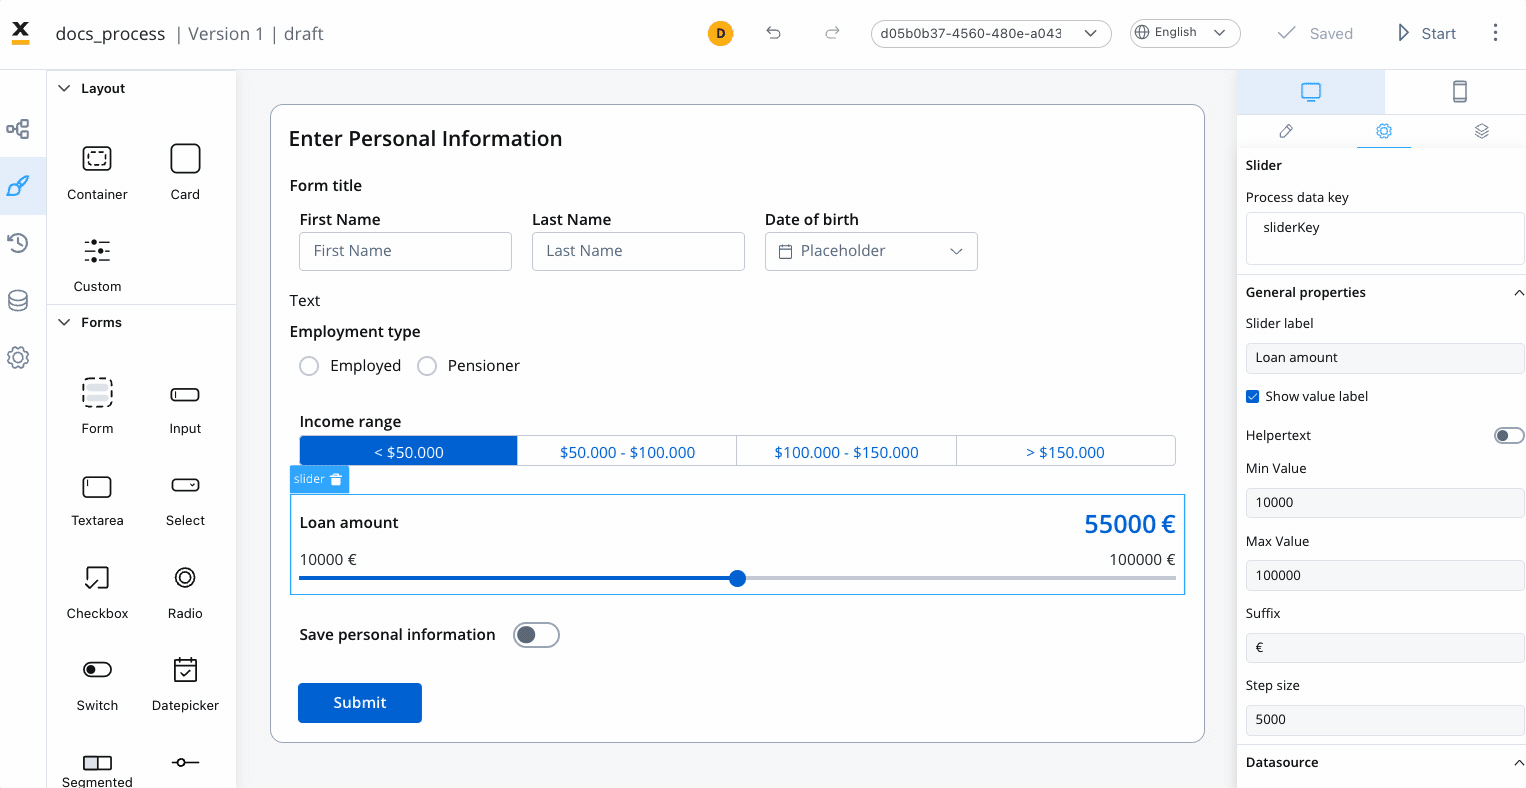 docs_process | Version 1 | draft
D
d05b0b37-4560-480e-a043
English
Saved
Start
Layout
Container
Card
Custom
Forms
Form
Input
Textarea
Select
Checkbox
Radio
Switch
Datepicker
Segmented
Enter Personal Information
Form title
First Name
Last Name
Date of birth
First Name
Last Name
Placeholder
Text
Employment type
Employed
Pensioner
Income range
< $50.000
$50.000 - $100.000
$100.000 - $150.000
> $150.000
slider
Loan amount
55000 €
10000 €
100000 €
Save personal information
Submit
Slider
Process data key
sliderKey
General properties
Slider label
Loan amount
Show value label
Helpertext
Min Value
10000
Max Value
100000
Suffix
€
Step size
5000
Datasource